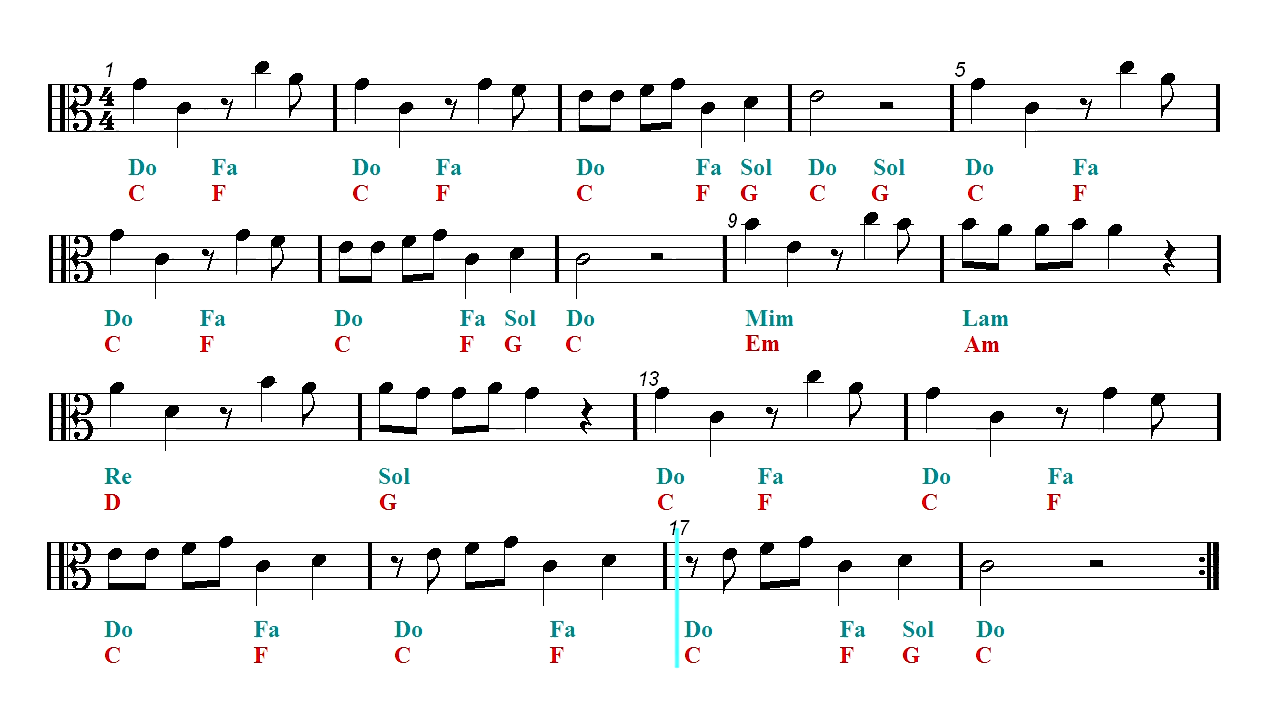 1 5
4
4
Do Fa Do Fa Do Fa Sol Do Sol Do Fa
C F C F C F G C G C F
9
Do Fa Do Fa Sol Do Mim Lam
C F C F G C Em Am
13
Re Sol Do Fa Do Fa
D G C F C F
17
Do Fa Do Fa Do Fa Sol Do
C F C F C F G C